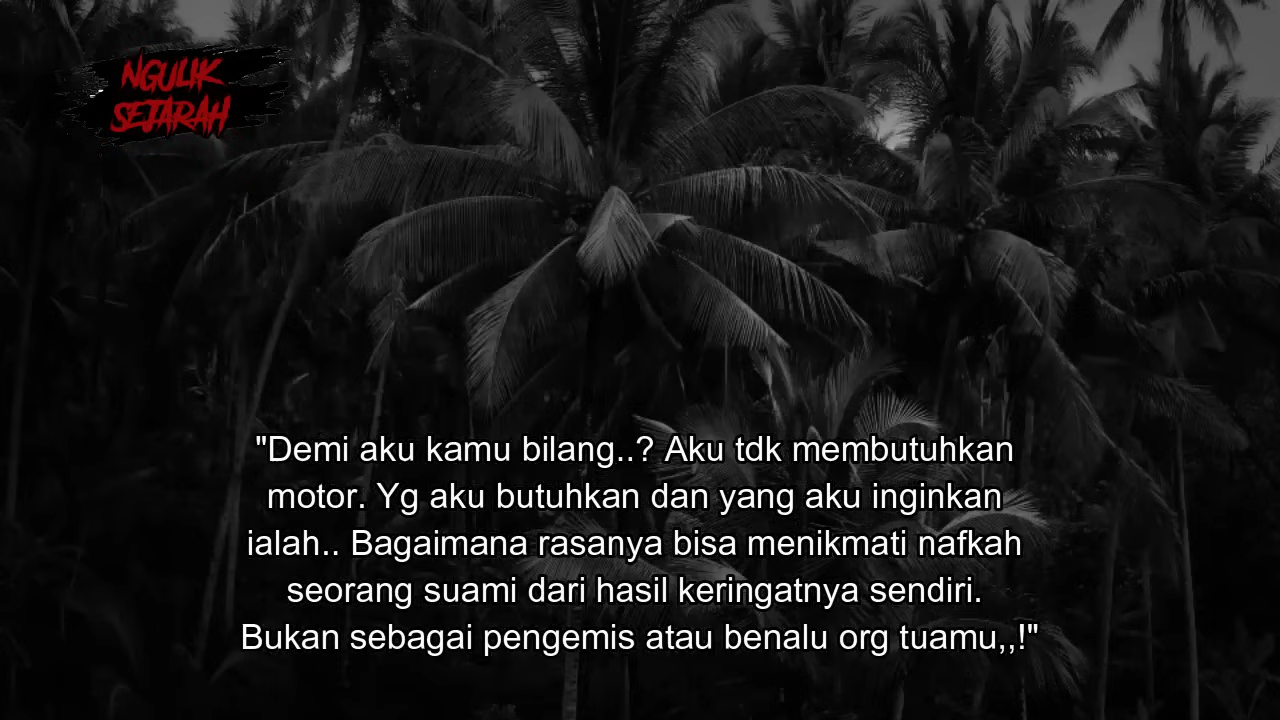 NGULIK
SEJARAH
"Demi aku kamu bilang..? Aku tdk membutuhkan
motor. Yg aku butuhkan dan yang aku inginkan
ialah.. Bagaimana rasanya bisa menikmati nafkah
seorang suami dari hasil keringatnya sendiri.
Bukan sebagai pengemis atau benalu org tuamu,,!"